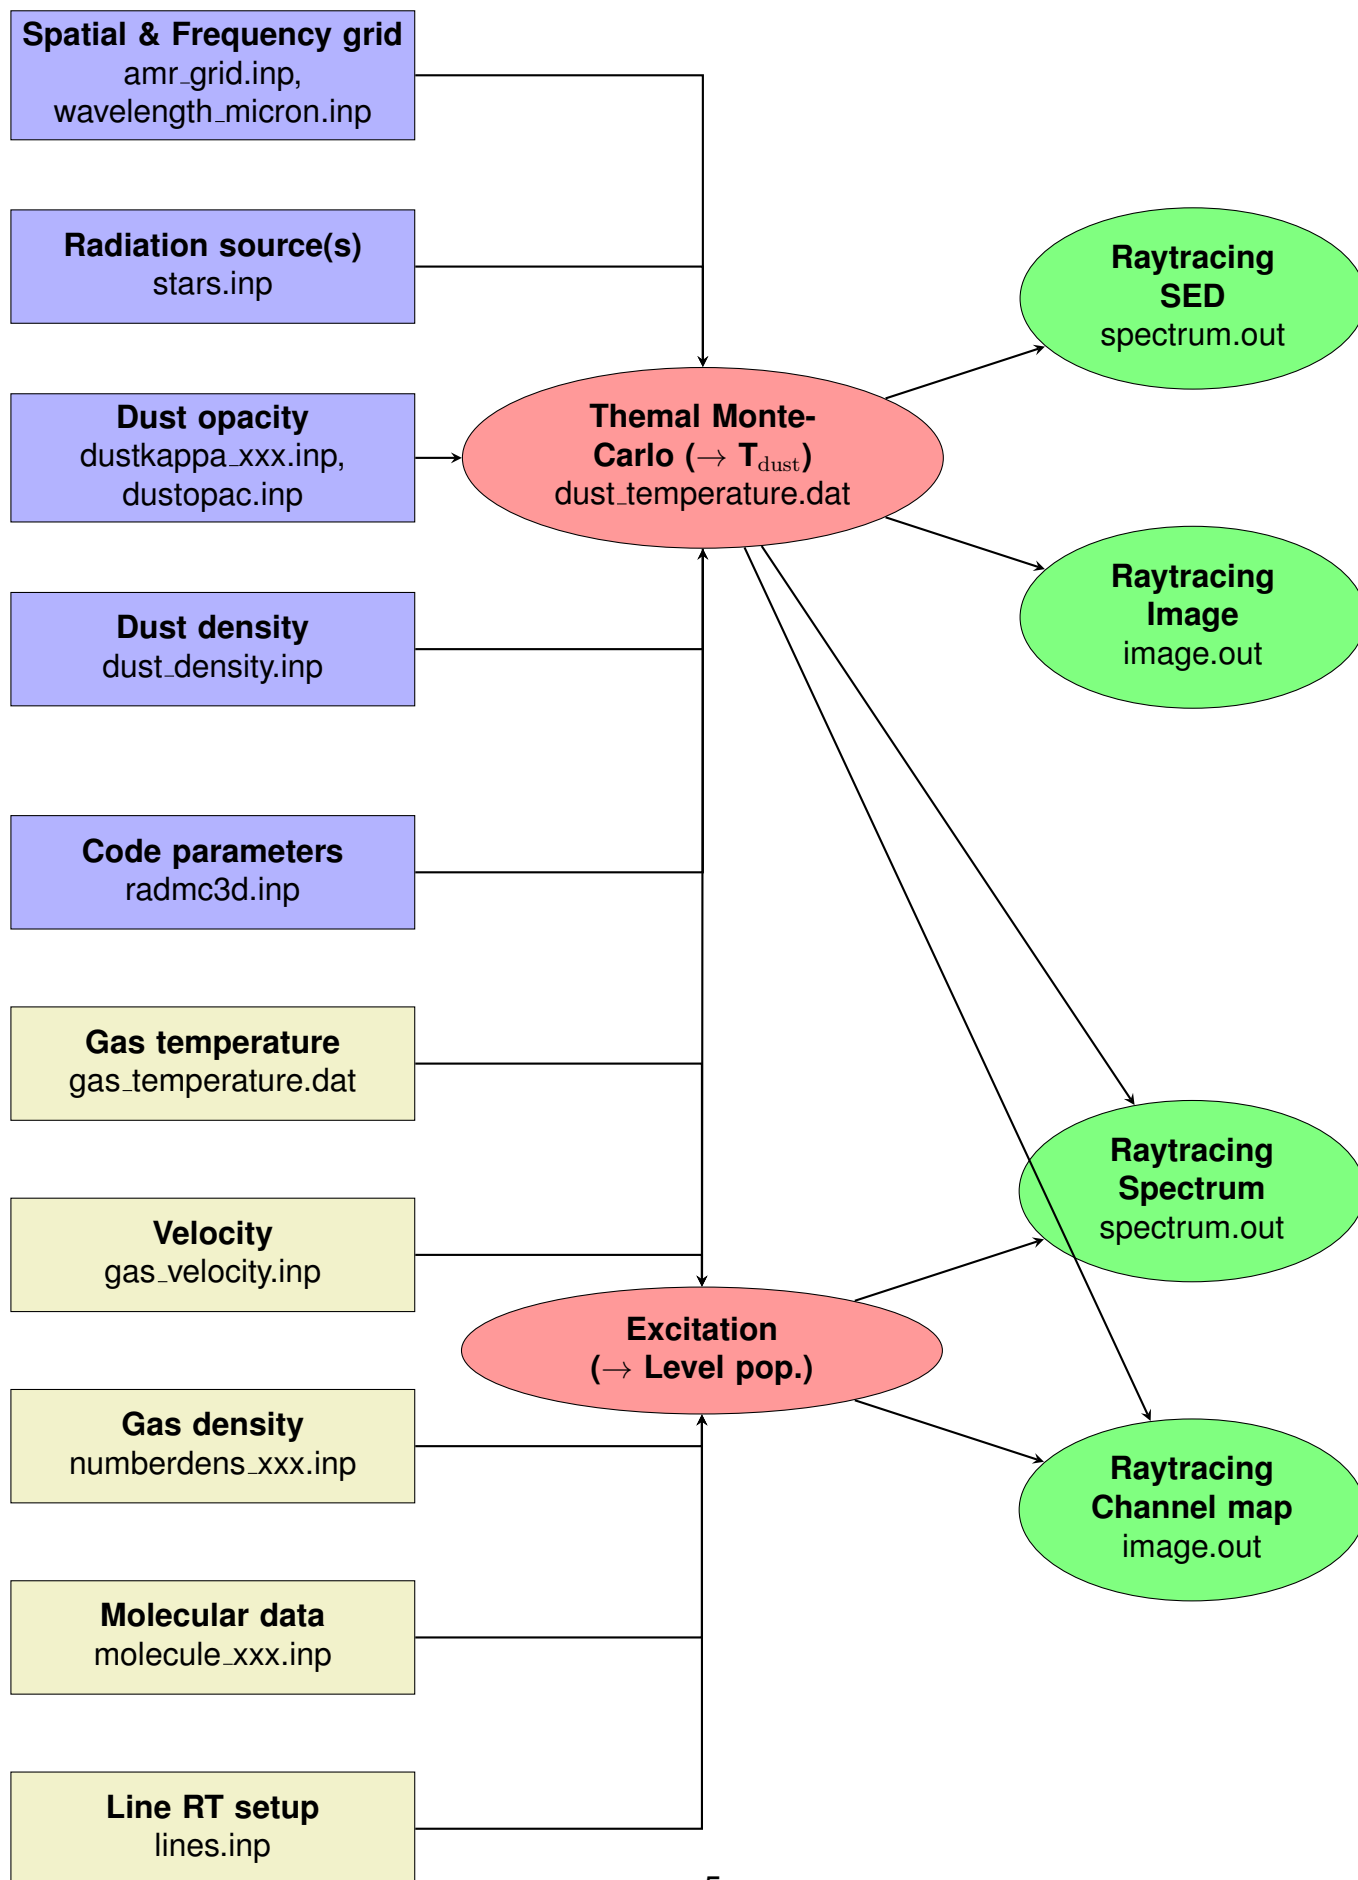 Spatial & Frequency grid
amr_grid.inp,
wavelength_micron.inp
Radiation source(s)
stars.inp
Dust opacity
dustkappa_xxx.inp,
dustopac.inp
Dust density
dust_density.inp
Code parameters
radmc3d.inp
Gas temperature
gas_temperature.dat
Velocity
gas_velocity.inp
Gas density
numberdens_xxx.inp
Molecular data
molecule_xxx.inp
Line RT setup
lines.inp
Themal Monte-
Carlo (→ T_dust)
dust_temperature.dat
Excitation
(→ Level pop.)
Raytracing
SED
spectrum.out
Raytracing
Image
image.out
Raytracing
Spectrum
spectrum.out
Raytracing
Channel map
image.out